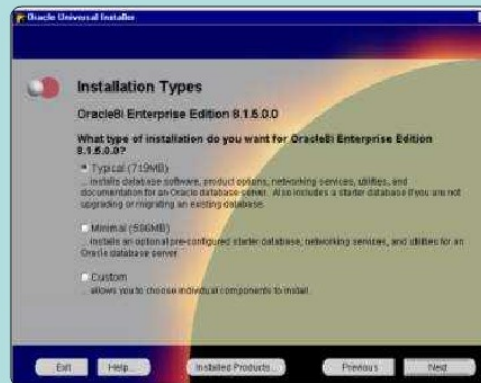 Oracle Universal Installer
Installation Types
Oracle8i Enterprise Edition 8.1.5.0.0
What type of installation do you want for Oracle8i Enterprise Edition
8.1.5.0.0?
Typical (719MB)
... installs database software, product options, networking services, utilities, and
documentation for an Oracle database server. Also includes a starter database if you are not
upgrading or migrating an existing database.
Minimal (586MB)
... installs an optional pre-configured starter database, networking services, and utilities for an
Oracle database server.
Custom
... allows you to choose individual components to install.
Exit
Help...
Installed Products...
Previous
Next